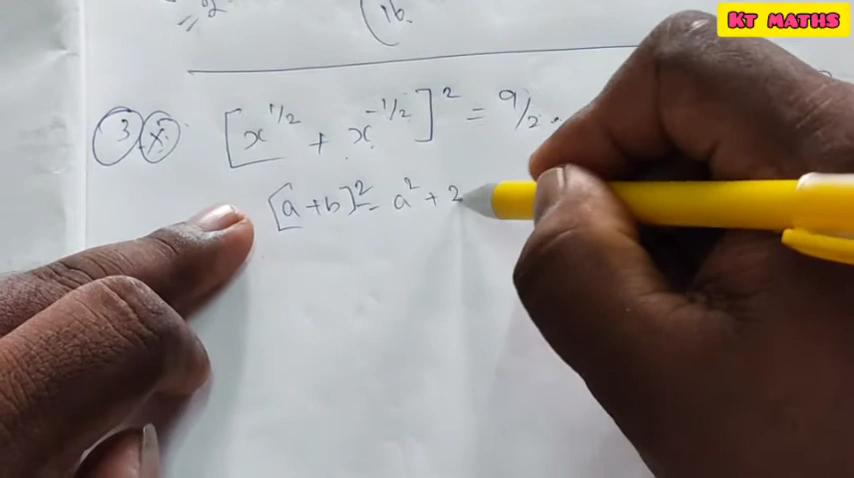 KT MATHS
(16.
③ ⓧ [x^1/2 + x^-1/2]^2 = 9/2.
[a+b]^2 = a^2 + 2